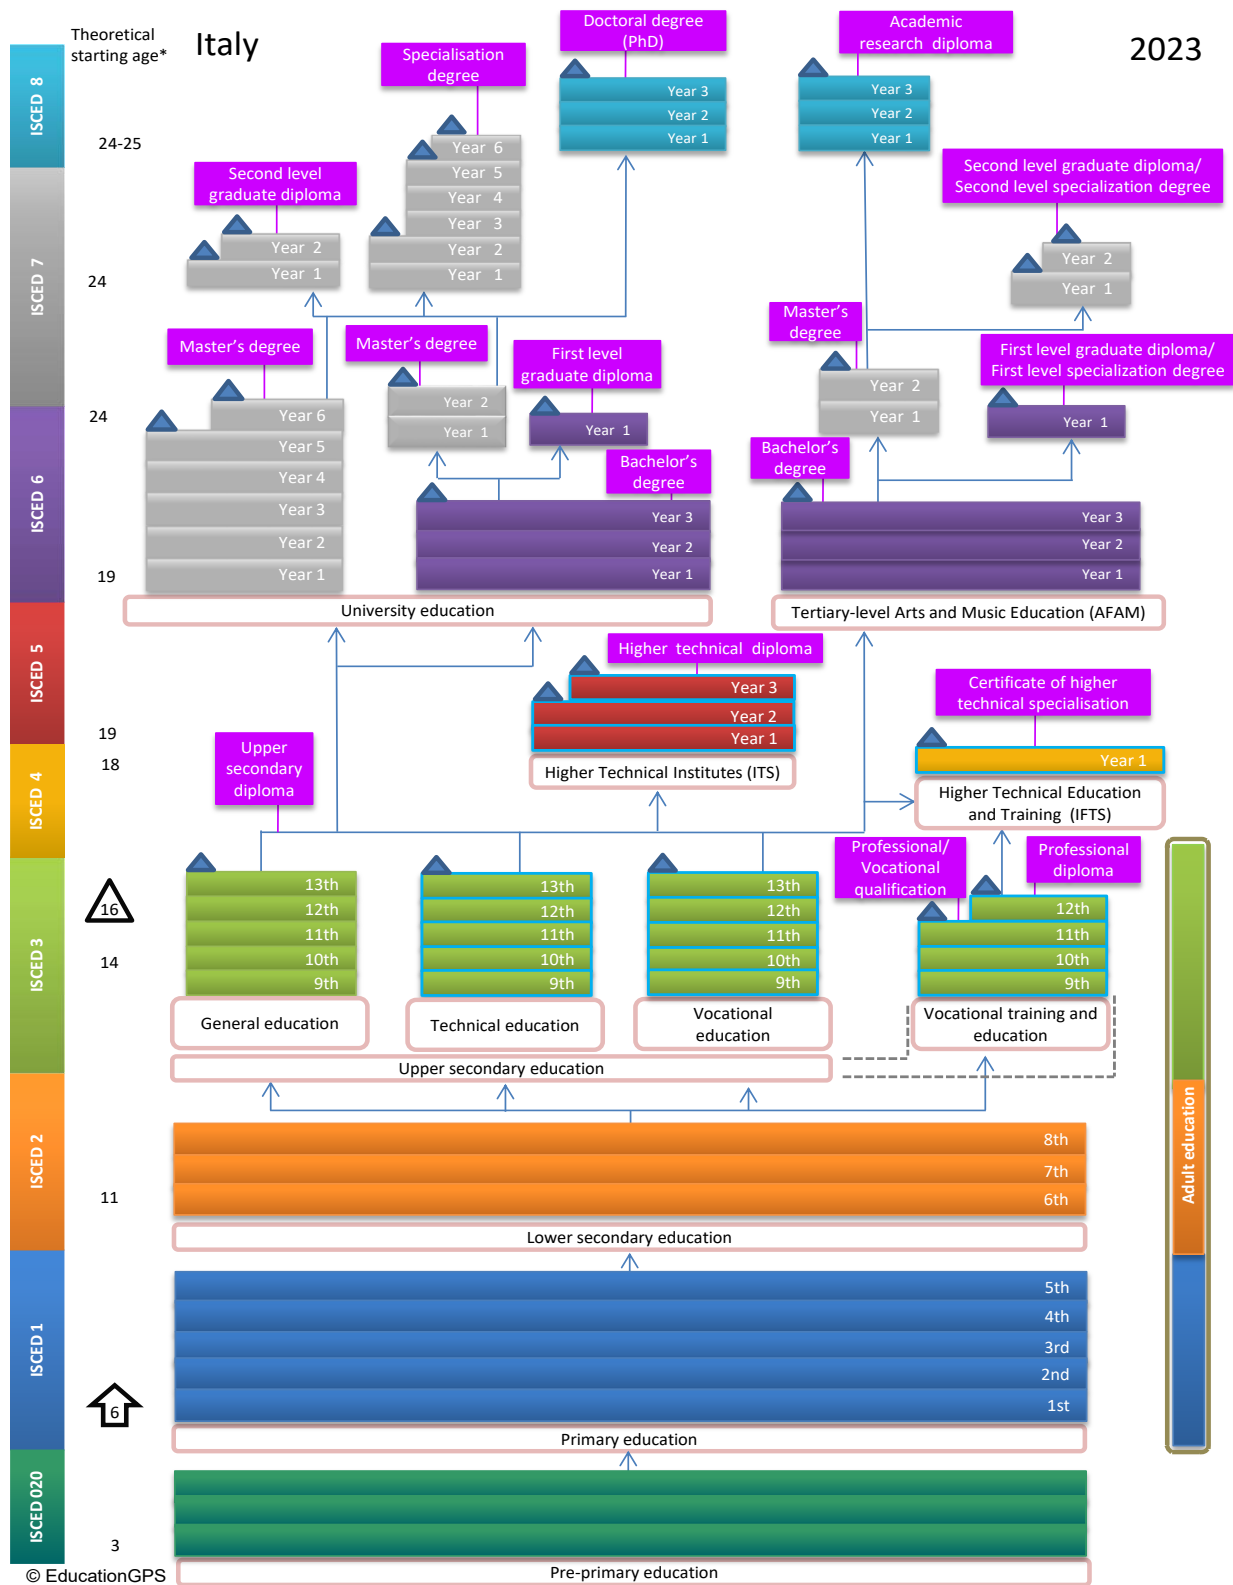 Theoretical
starting age*
Italy
2023
Doctoral degree
(PhD)
Academic
research diploma
Specialisation
degree
ISCED 8
24-25
Year 3
Year 2
Year 1
Year 3
Year 2
Year 1
Second level
graduate diploma
Year 6
Year 5
Year 4
Year 3
Year 2
Year 1
Second level graduate diploma/
Second level specialization degree
Year 2
Year 1
Year 2
Year 1
ISCED 7
24
Master's degree
Master's degree
First level
graduate diploma
Master's
degree
First level graduate diploma/
First level specialization degree
24
Year 6
Year 5
Year 4
Year 3
Year 2
Year 1
Year 2
Year 1
Year 1
Year 2
Year 1
Year 1
ISCED 6
19
Bachelor's
degree
Year 3
Year 2
Year 1
Bachelor's
degree
Year 3
Year 2
Year 1
University education
Tertiary-level Arts and Music Education (AFAM)
ISCED 5
19
Higher technical diploma
Year 3
Year 2
Year 1
Higher Technical Institutes (ITS)
Certificate of higher
technical specialisation
Year 1
Higher Technical Education
and Training (IFTS)
ISCED 4
18
Upper
secondary
diploma
Professional/
Vocational
qualification
Professional
diploma
ISCED 3
16
14
13th
12th
11th
10th
9th
13th
12th
11th
10th
9th
13th
12th
11th
10th
9th
12th
11th
10th
9th
General education
Technical education
Vocational
education
Vocational training and
education
Upper secondary education
ISCED 2
11
8th
7th
6th
Lower secondary education
Adult education
ISCED 1
6
5th
4th
3rd
2nd
1st
Primary education
ISCED 020
3
Pre-primary education
© EducationGPS